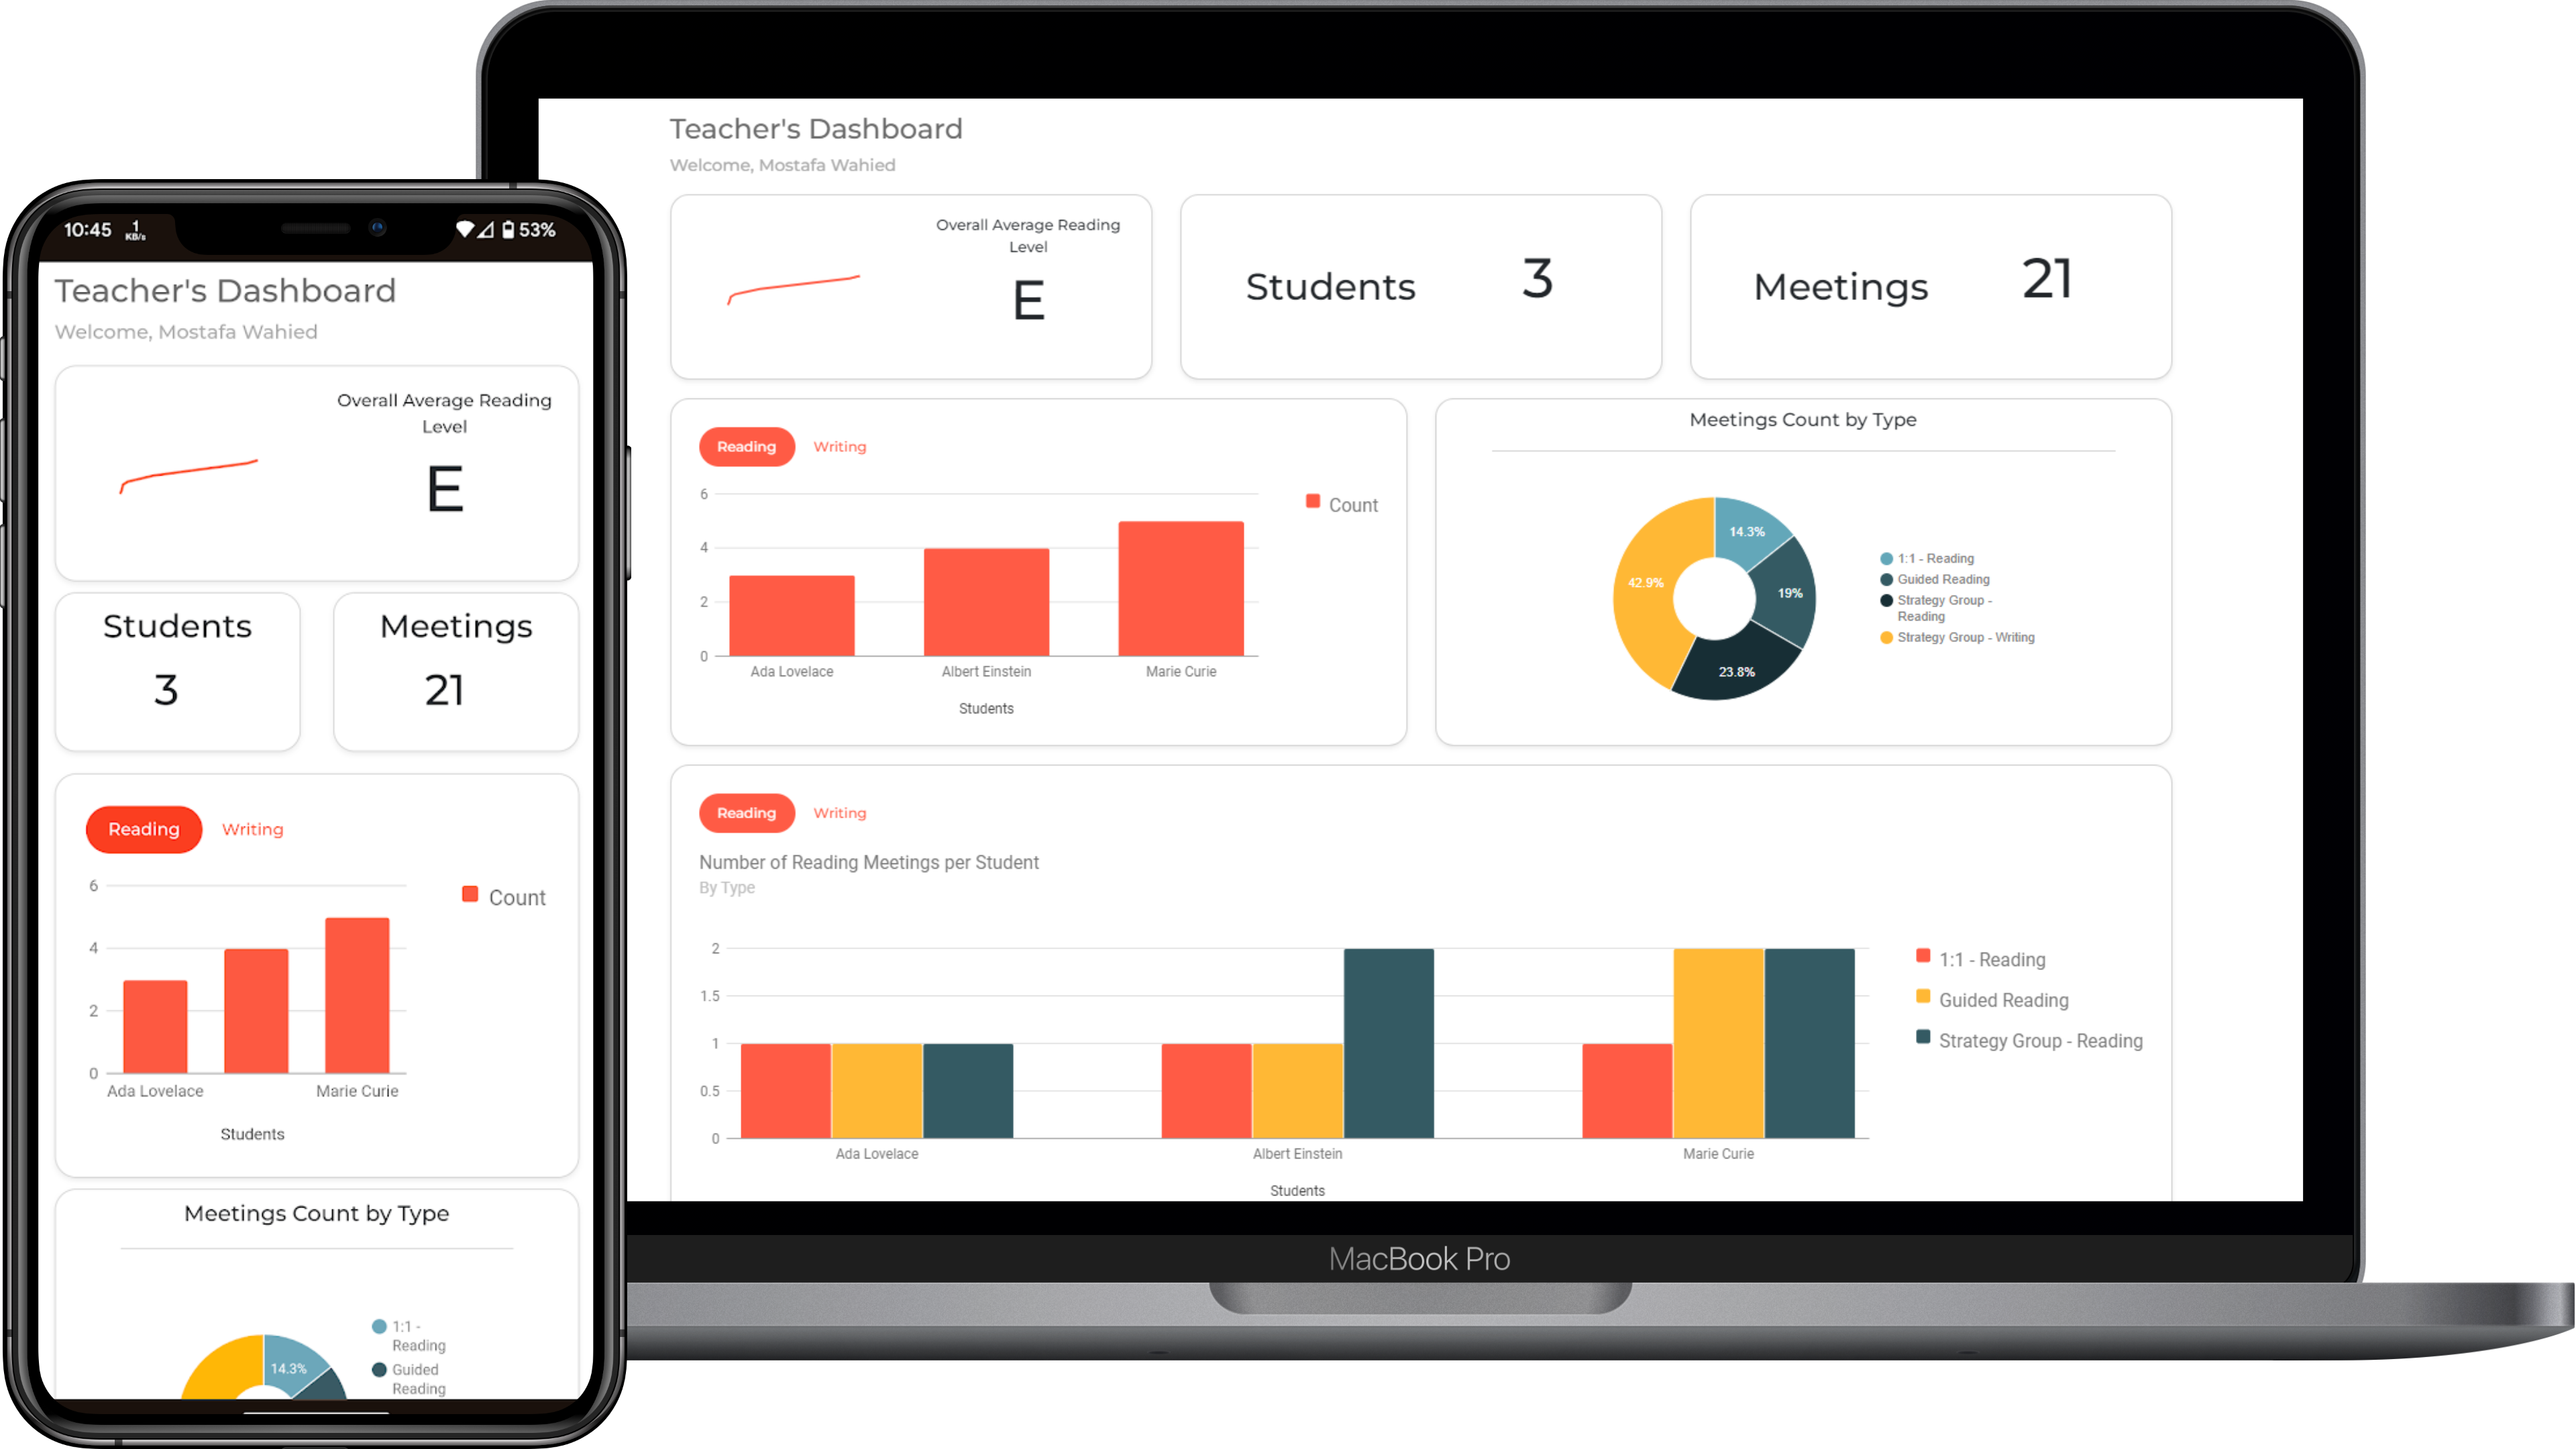 10:45
1
KB/s
53%
Teacher's Dashboard
Welcome, Mostafa Wahied
Overall Average Reading
Level
E
Students
3
Meetings
21
Reading
Writing
6
4
2
0
Count
Ada Lovelace
Marie Curie
Students
Meetings Count by Type
14.3%
1:1 -
Reading
Guided
Reading
Teacher's Dashboard
Welcome, Mostafa Wahied
Overall Average Reading
Level
E
Students
3
Meetings
21
Reading
Writing
6
4
2
0
Count
Ada Lovelace
Albert Einstein
Marie Curie
Students
Meetings Count by Type
14.3%
19%
23.8%
42.9%
1:1 - Reading
Guided Reading
Strategy Group -
Reading
Strategy Group - Writing
Reading
Writing
Number of Reading Meetings per Student
By Type
2
1.5
1
0.5
0
1:1 - Reading
Guided Reading
Strategy Group - Reading
Ada Lovelace
Albert Einstein
Marie Curie
Students
MacBook Pro